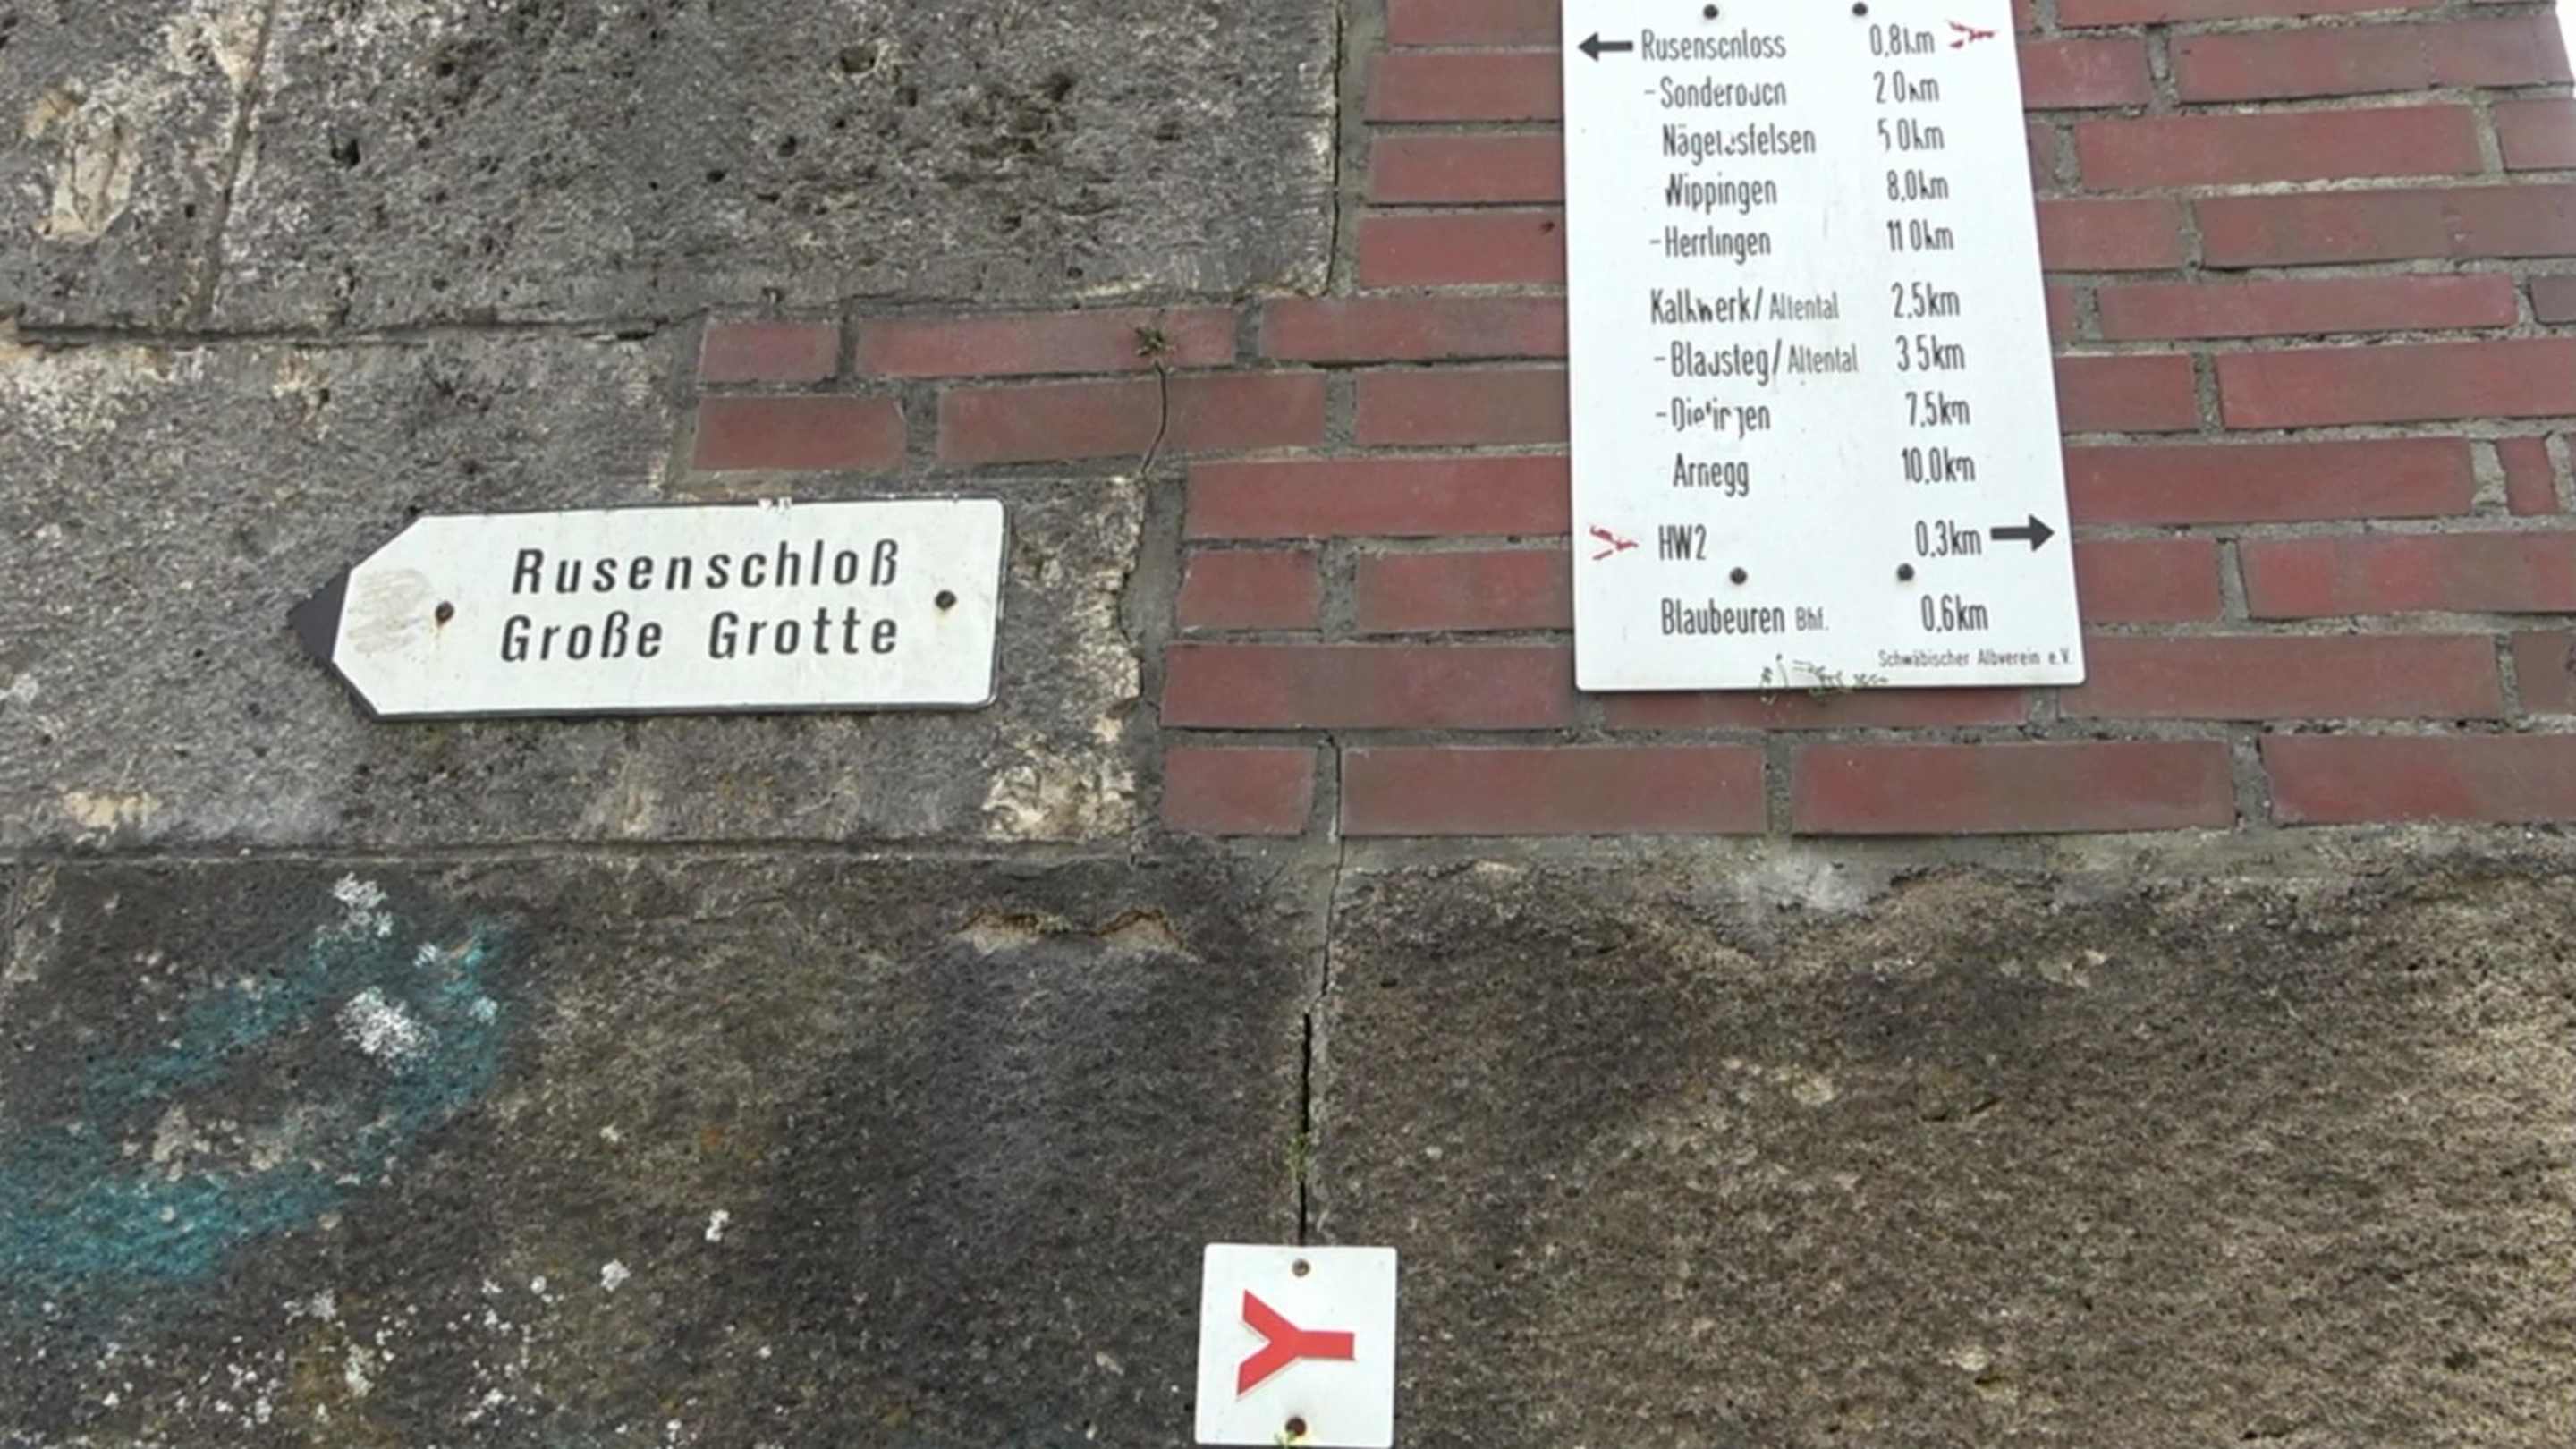 Rusenschloss 0,8km
-Sonderbuch 2.0km
Nägelesfelsen 5.0km
Wippingen 8.0km
-Herrlingen 11.0km
Kalkwerk/Altental 2.5km
-Blausteg/Altental 3.5km
-Dietingen 7.5km
Arnegg 10.0km
HW2 0.3km
Blaubeuren Bhf. 0.6km
Schwäbischer Albverein e.V.
Rusenschloß
Große Grotte